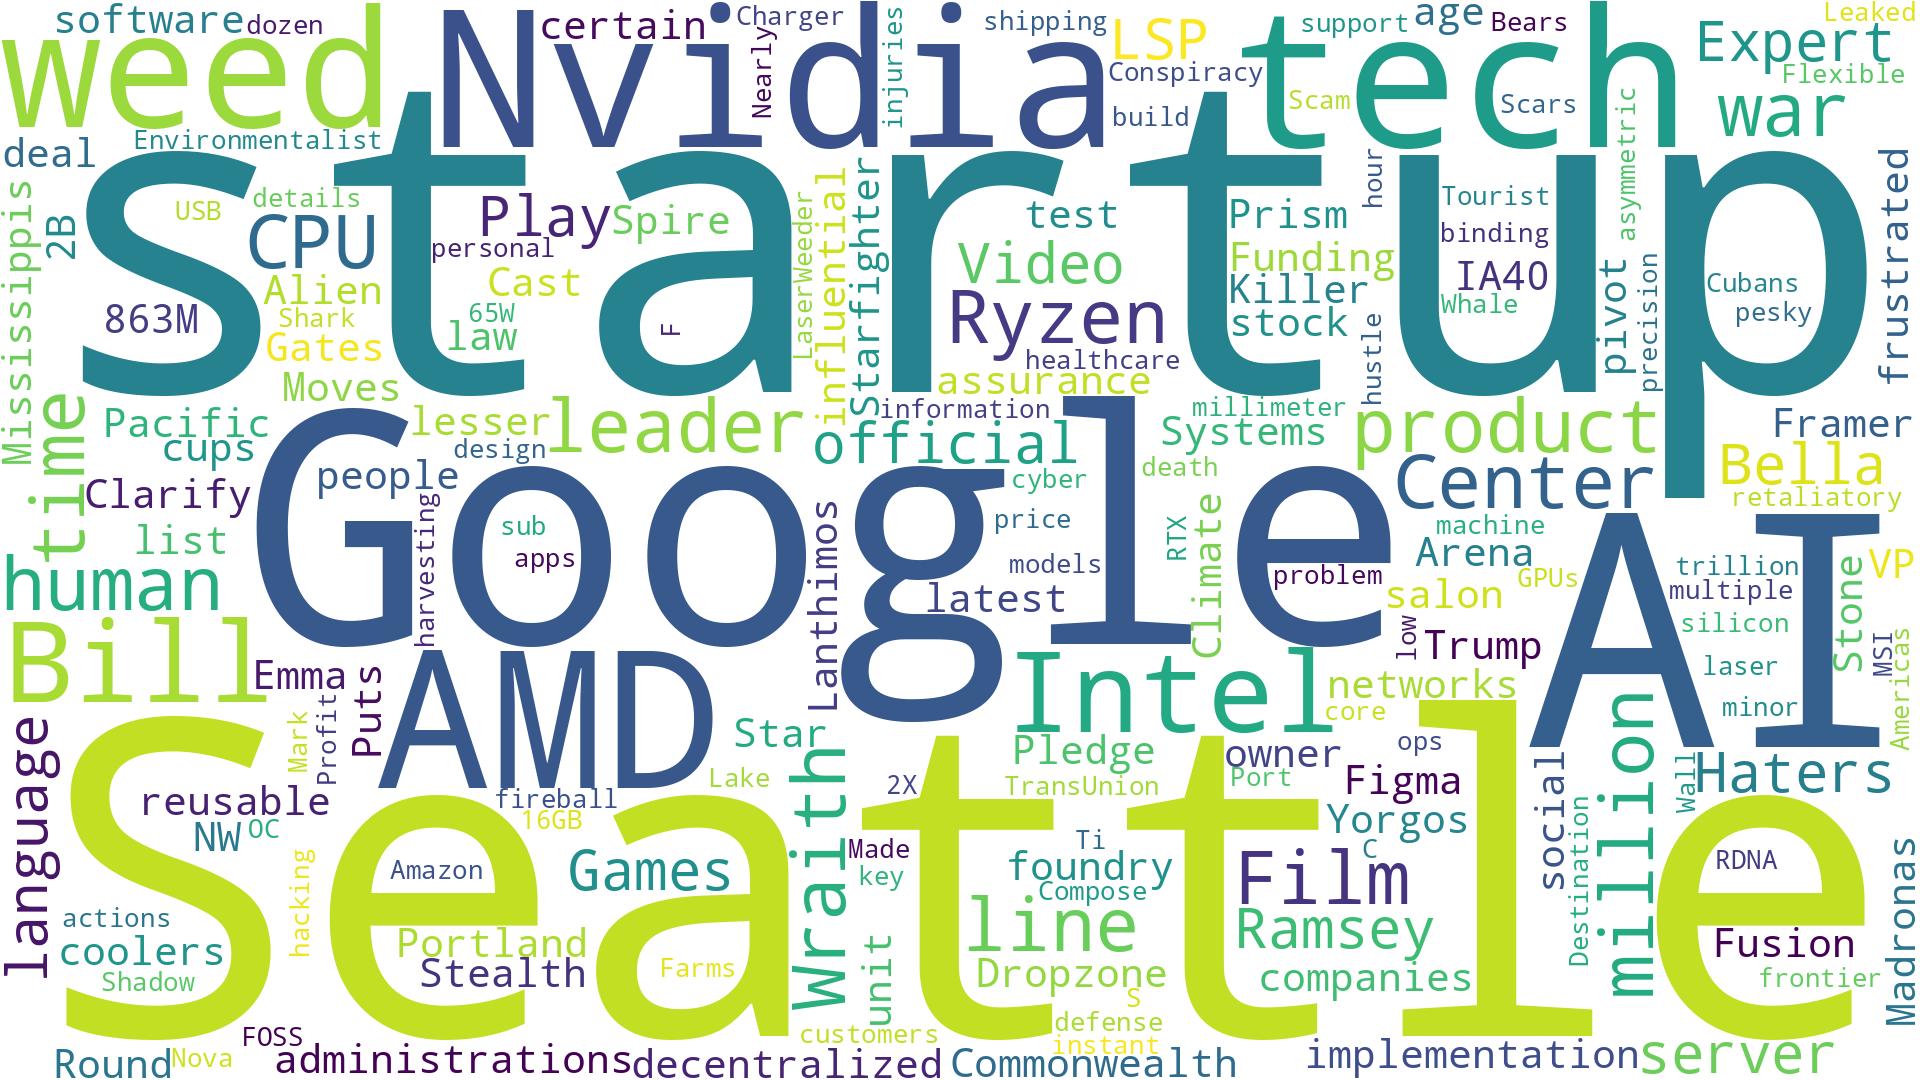 software
dozen
weed
Nvidia
certain
Nearly
Charger
injuries
shipping
LSP
Conspiracy
build
tech
support
age
Bears
Scam
Scars
Expert
Leaked
Flexible
war
deal
Environmentalist
startup
Mississippis
2B
USB
details
CPU
Play
Spire
personal
Alien
Cast
863M
Shark
65W
Gates
law
F
Moves
LaserWeeder
influential
Starfighter
test
Video
Ryzen
healthcare
assurance
Prism
Funding
Killer
stock
hour
hustle
Tourist
binding
IA40
Whale
asymmetric
pivot
precision
Cubans
pesky
frustrated
time
Pacific
cups
lesser
leader
design
information
official
millimeter
Systems
product
Framer
Clarify
people
Google
cyber
death
Center
Bella
retaliatory
list
harvesting
sub
apps
Lanthimos
price
models
latest
RTX
Climate
problem
machine
Arena
GPUs
salon
AI
trillion
multiple
VP
Stone
silicon
human
Bill
Emma
Puts
AMD
Intel
low
Trump
networks
core
laser
minor
MSI
Americas
language
Mark
Profit
Star
Lake
Wraith
Pledge
TransUnion
owner
Port
ops
Figma
social
million
Wall
Haters
reusable
fireball
16GB
2X
NW
OC
Seattle
Yorgos
C
Ti
Made
key
foundry
Compose
Film
Destination
RDNA
Madronas
hacking
Amazon
Games
actions
coolers
Shadow
Portland
Stealth
Farms
unit
line
Dropzone
Ramsey
companies
Fusion
frontier
S
defense
instant
customers
FOSS
Round
Nova
administrations
decentralized
Commonwealth
implementation
server